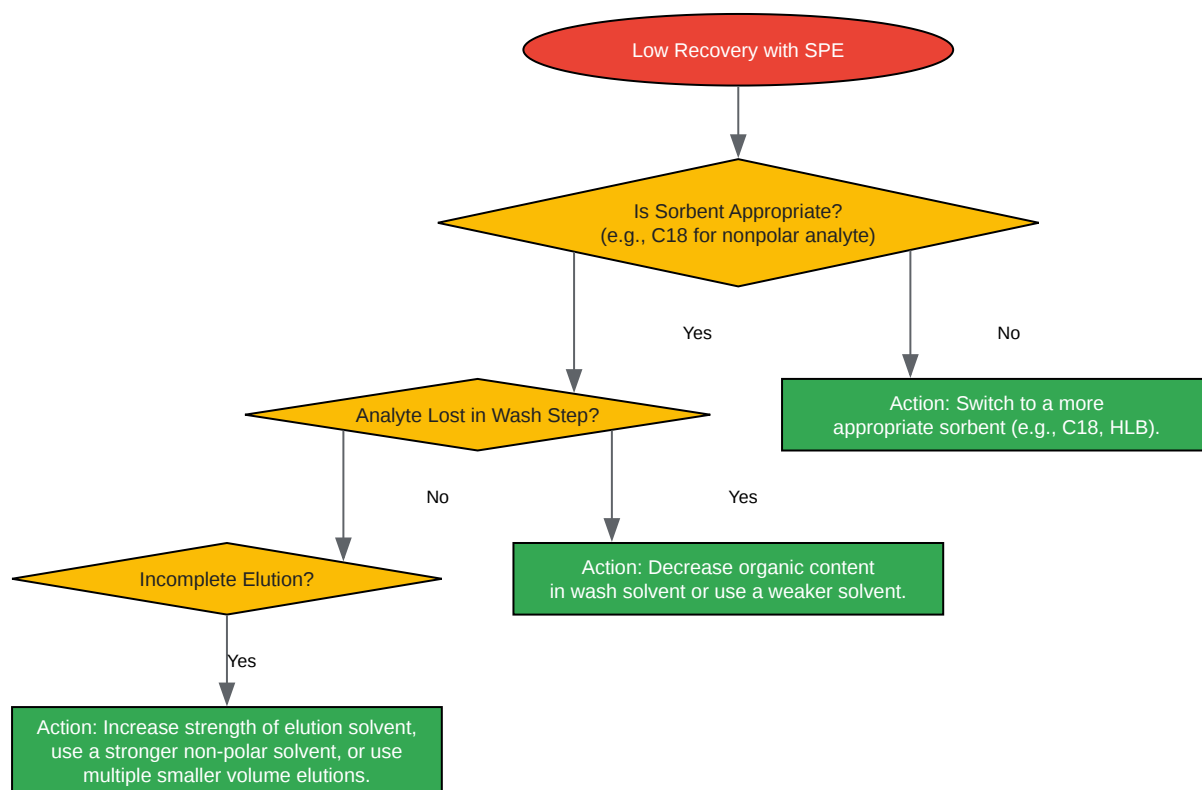 Low Recovery with SPE
Is Sorbent Appropriate?
(e.g., C18 for nonpolar analyte)
Yes
No
Analyte Lost in Wash Step?
Action: Switch to a more
appropriate sorbent (e.g., C18, HLB).
No
Yes
Incomplete Elution?
Action: Decrease organic content
in wash solvent or use a weaker solvent.
Yes
Action: Increase strength of elution solvent,
use a stronger non-polar solvent, or use
multiple smaller volume elutions.